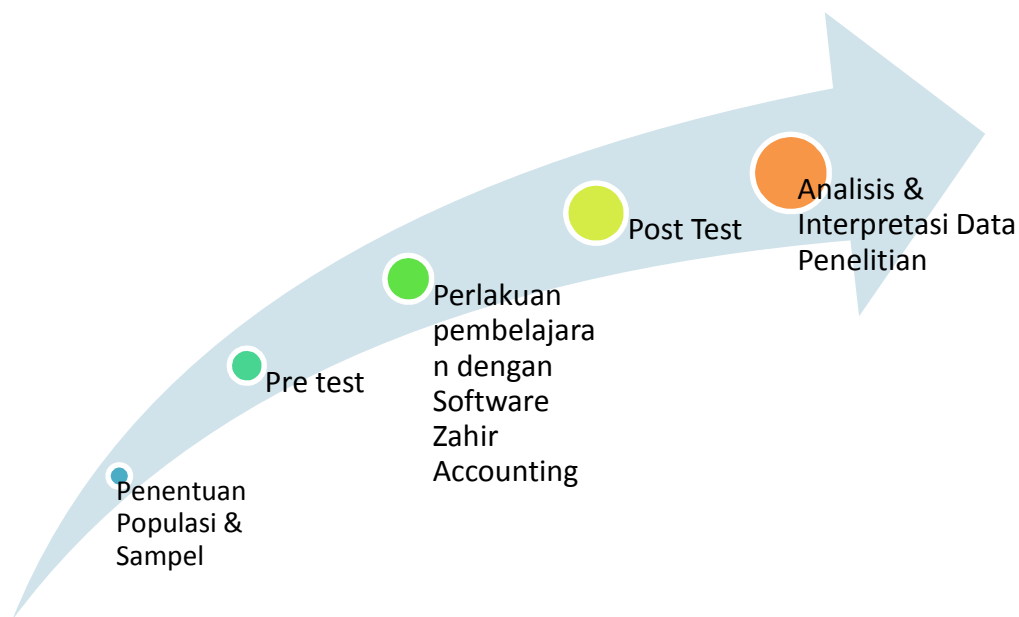 Penentuan
Populasi &
Sampel
Pre test
Perlakuan
pembelajara
n dengan
Software
Zahir
Accounting
Post Test
Analisis &
Interpretasi Data
Penelitian